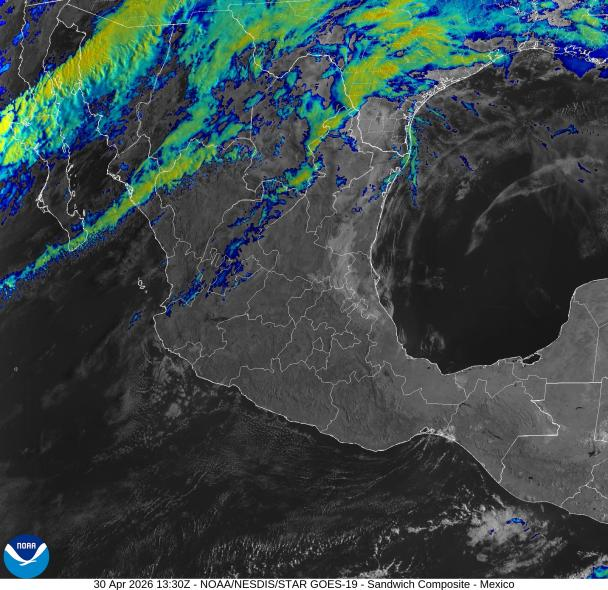 NOAA
30 Apr 2026 13:30Z - NOAA/NESDIS/STAR GOES-19 - Sandwich Composite - Mexico